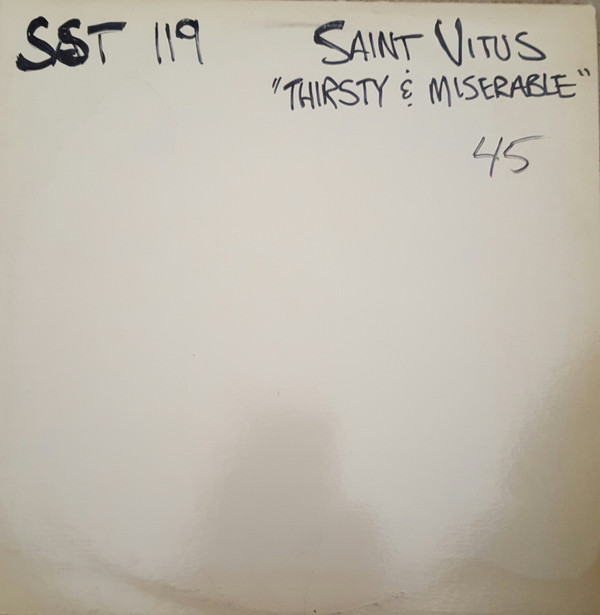 SST 119
SAINT VITUS
"THIRSTY & MISERABLE"
45